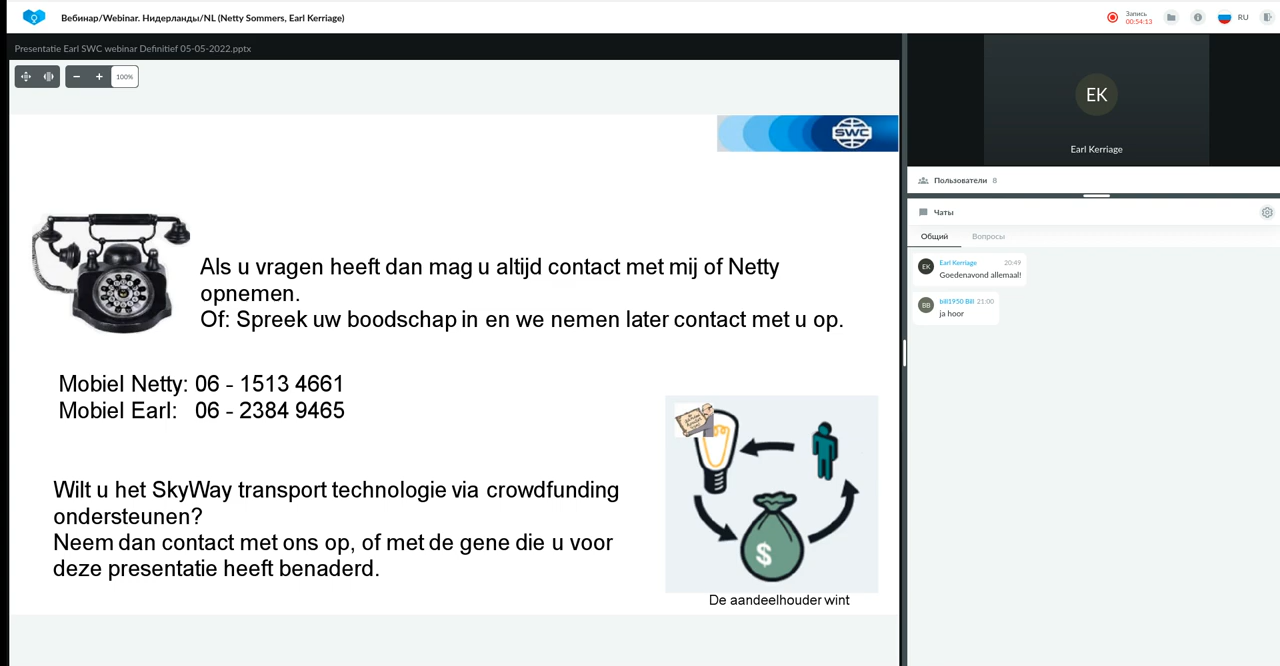 Вебинар/Webinar. Нидерланды/NL (Netty Sommers, Earl Kerriage)
Запись
00:54:13
RU
Presentatie Earl SWC webinar Definitief 05-05-2022.pptx
100%
SWC
Als u vragen heeft dan mag u altijd contact met mij of Netty
opnemen.
Of: Spreek uw boodschap in en we nemen later contact met u op.
Mobiel Netty: 06 - 1513 4661
Mobiel Earl: 06 - 2384 9465
Wilt u het SkyWay transport technologie via crowdfunding
ondersteunen?
Neem dan contact met ons op, of met de gene die u voor
deze presentatie heeft benaderd.
$
De aandeelhouder wint
EK
Earl Kerriage
Пользователи 8
Чаты
Общий Вопросы
EK
Earl Kerriage 20:49
Goedenavond allemaal!
BB
bill1950 Bill 21:00
ja hoor